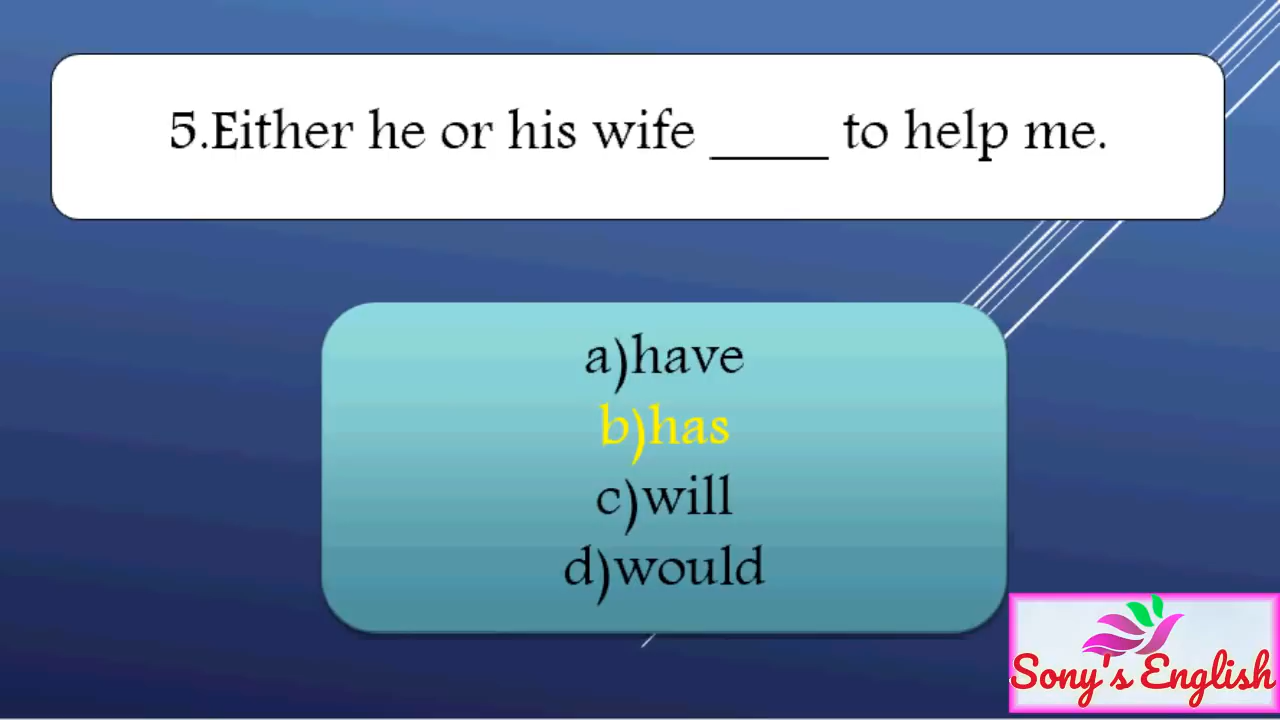 5.Either he or his wife _____ to help me.
a)have
b)has
c)will
d)would
Sony's English